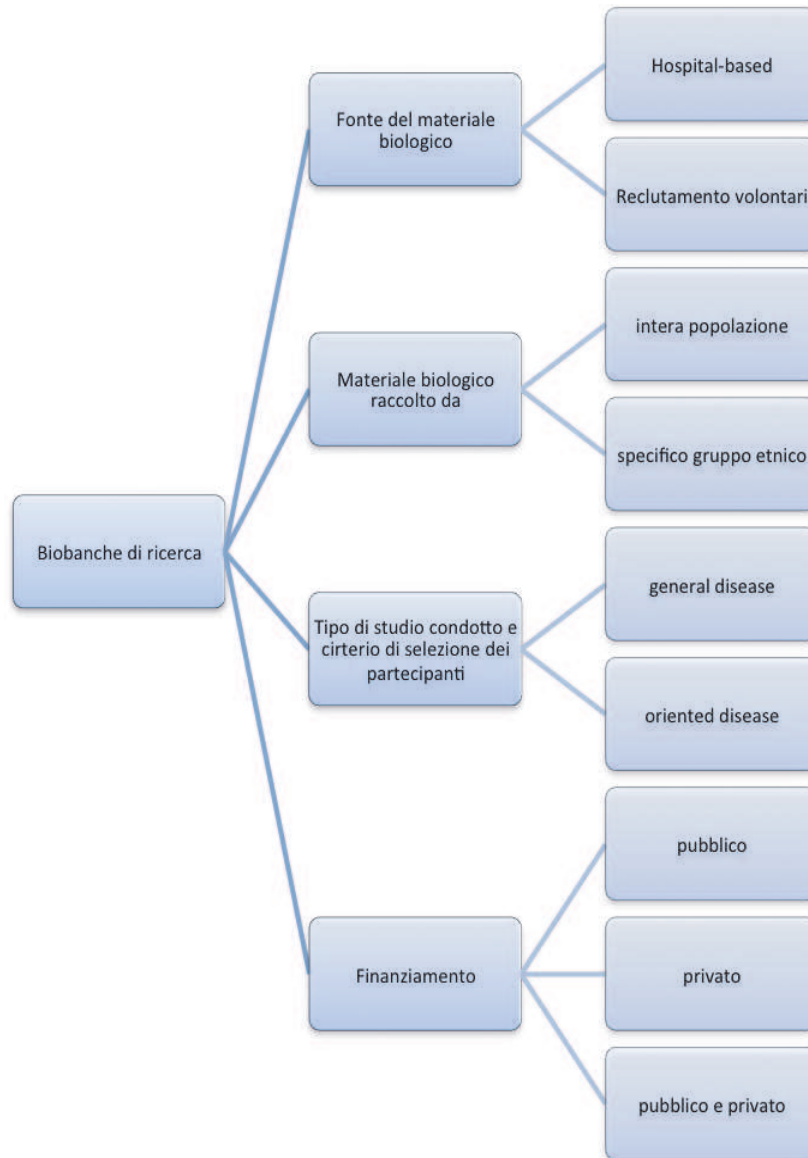 Biobanche di ricerca
Fonte del materiale
biologico
Hospital-based
Reclutamento volontari
Materiale biologico
raccolto da
intera popolazione
specifico gruppo etnico
Tipo di studio condotto e
cirterio di selezione dei
partecipanti
general disease
oriented disease
Finanziamento
pubblico
privato
pubblico e privato